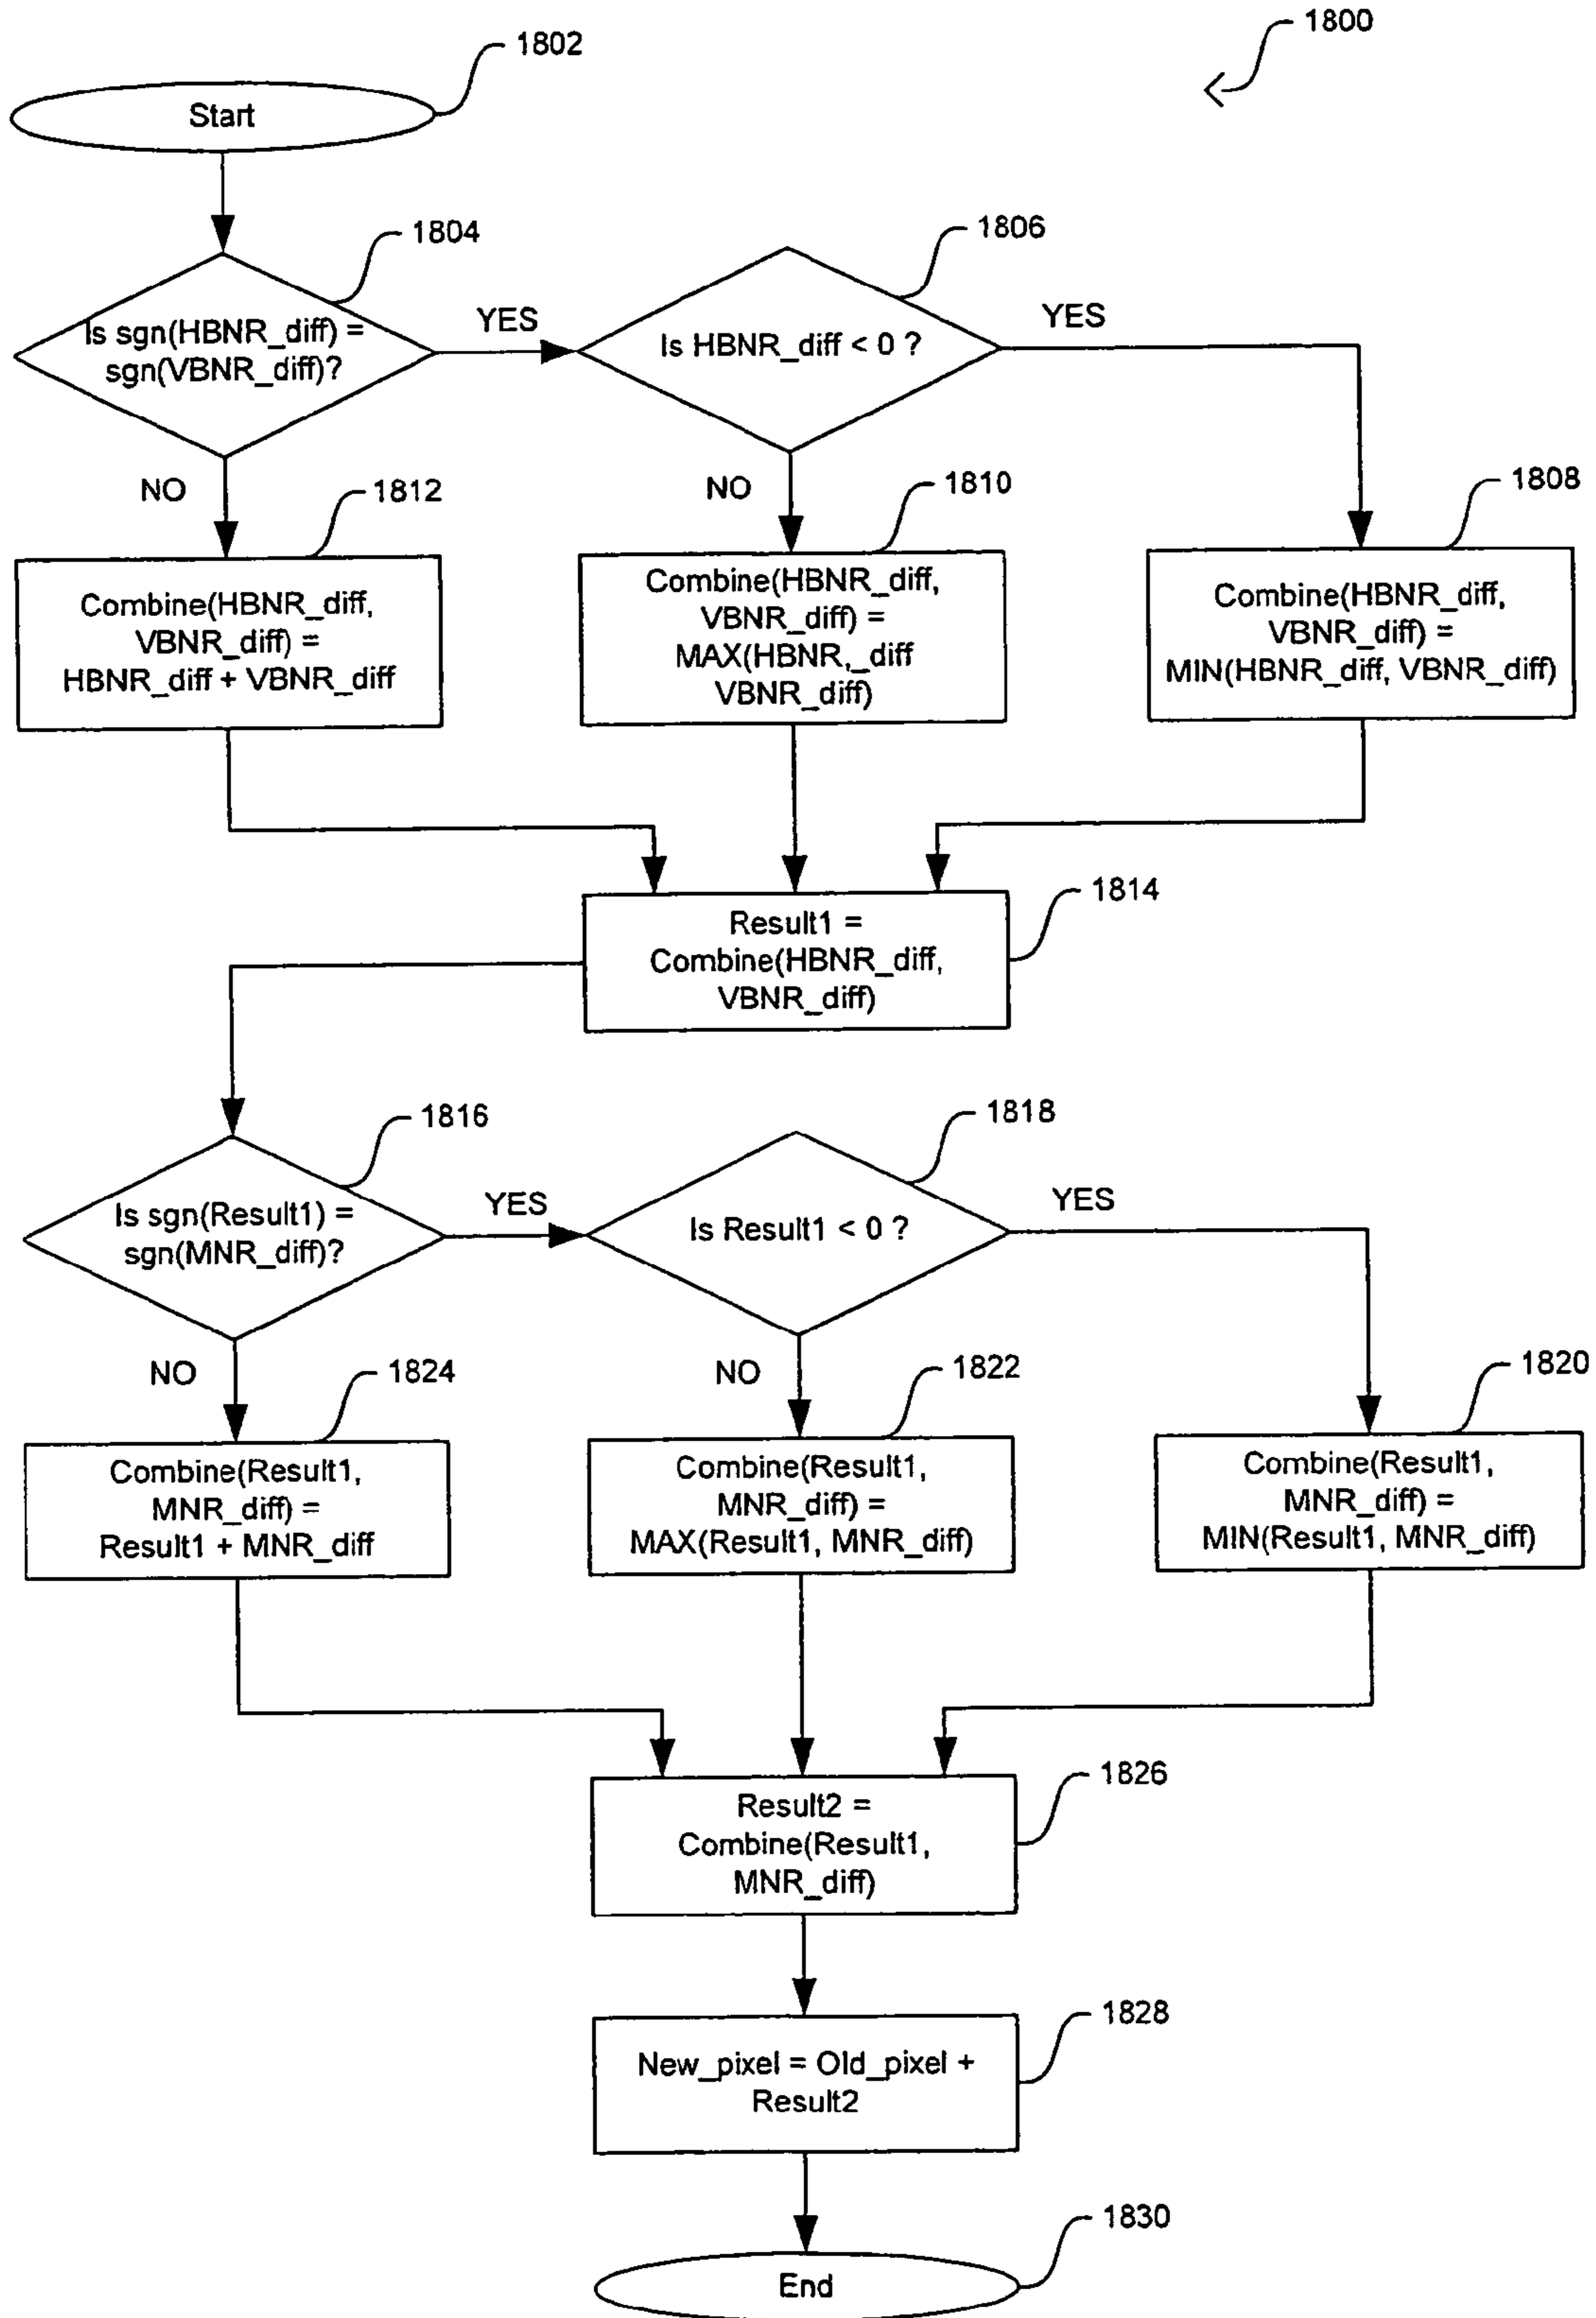 1800
1802
Start
1804
1806
Is sgn(HBNR_diff) =
sgn(VBNR_diff)?
YES
Is HBNR_diff < 0 ?
YES
NO
1812
NO
1810
1808
Combine(HBNR_diff,
VBNR_diff) =
HBNR_diff + VBNR_diff
Combine(HBNR_diff,
VBNR_diff) =
MAX(HBNR,_diff
VBNR_diff)
Combine(HBNR_diff,
VBNR_diff) =
MIN(HBNR_diff, VBNR_diff)
1814
Result1 =
Combine(HBNR_diff,
VBNR_diff)
1816
1818
Is sgn(Result1) =
sgn(MNR_diff)?
YES
Is Result1 < 0 ?
YES
NO
1824
NO
1822
1820
Combine(Result1,
MNR_diff) =
Result1 + MNR_diff
Combine(Result1,
MNR_diff) =
MAX(Result1, MNR_diff)
Combine(Result1,
MNR_diff) =
MIN(Result1, MNR_diff)
1826
Result2 =
Combine(Result1,
MNR_diff)
1828
New_pixel = Old_pixel +
Result2
1830
End